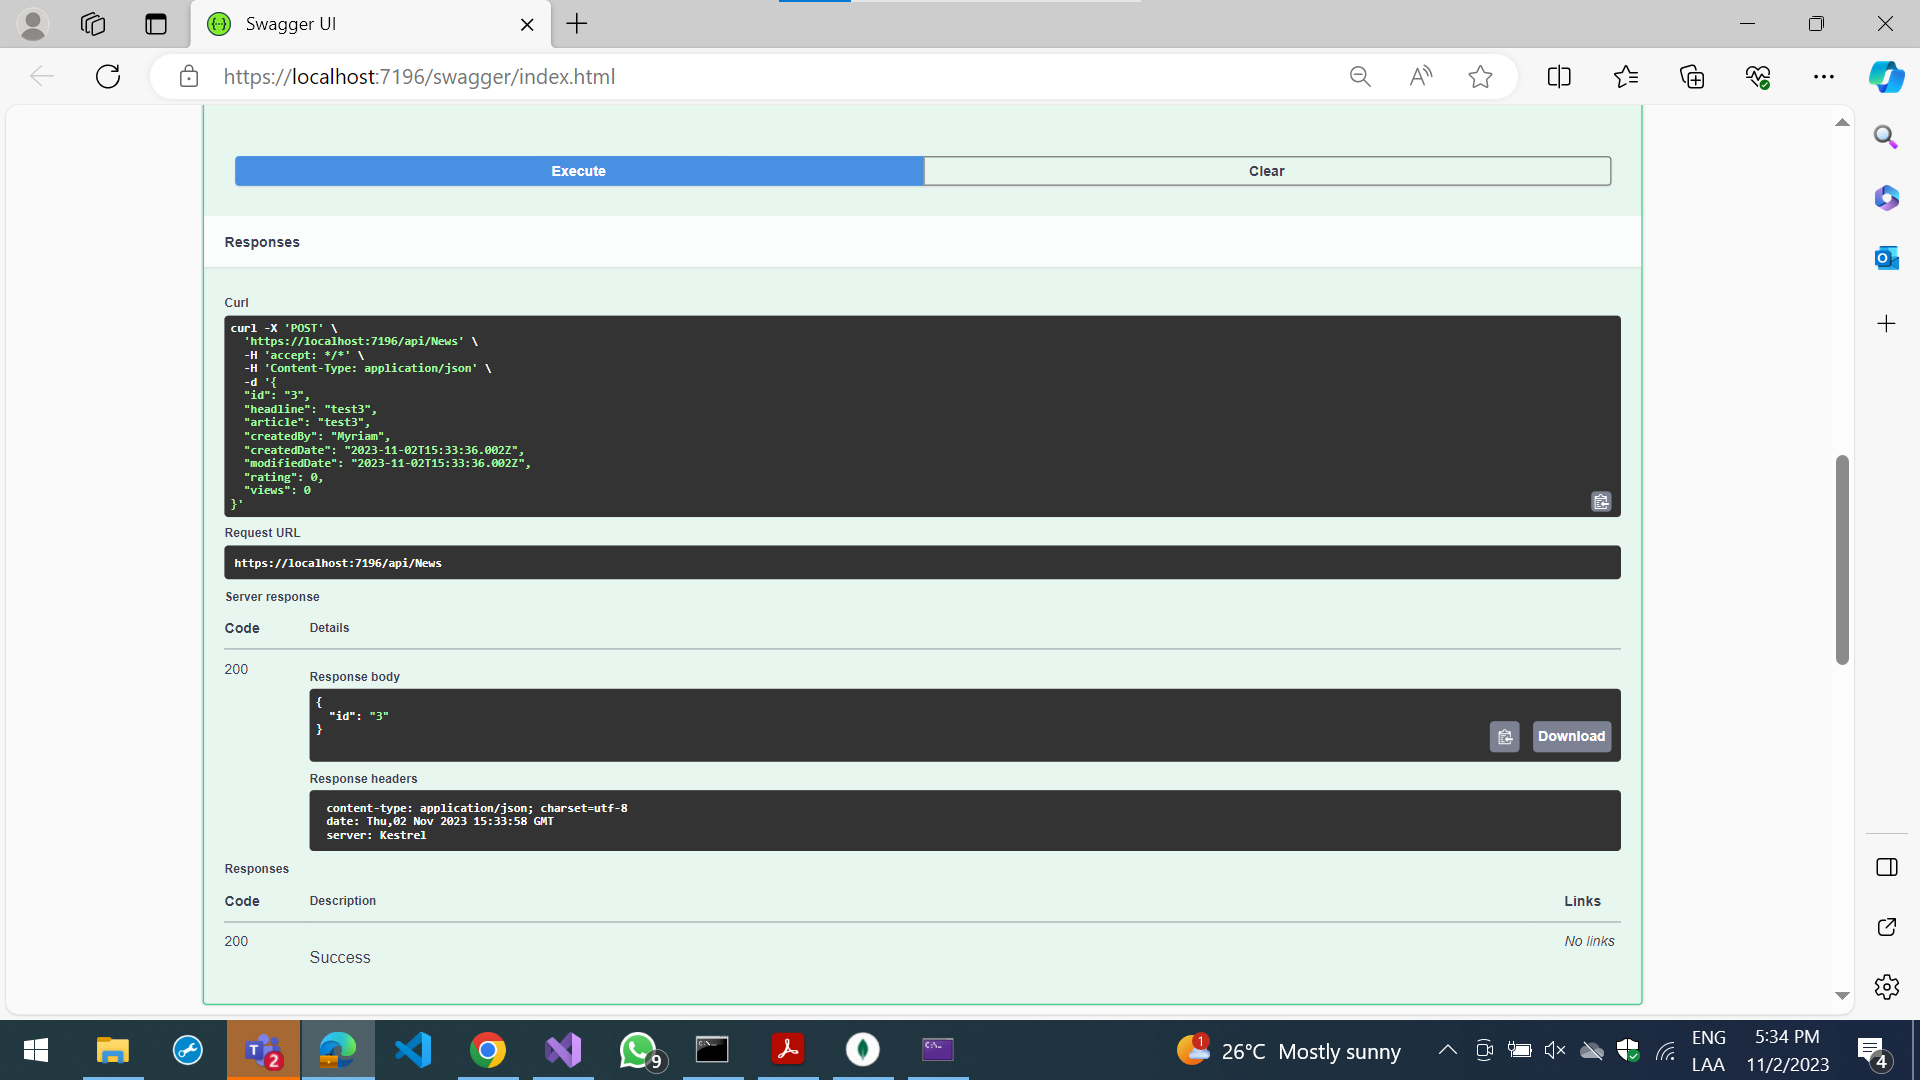 Swagger UI
https://localhost:7196/swagger/index.html
Execute
Clear
Responses
Curl
curl -X 'POST' \
'https://localhost:7196/api/News' \
-H 'accept: */*' \
-H 'Content-Type: application/json' \
-d '{
"id": "3",
"headline": "test3",
"article": "test3",
"createdBy": "Myriam",
"createdDate": "2023-11-02T15:33:36.002Z",
"modifiedDate": "2023-11-02T15:33:36.002Z",
"rating": 0,
"views": 0
}'
Request URL
https://localhost:7196/api/News
Server response
Code Details
200
Response body
{
"id": "3"
}
Download
Response headers
content-type: application/json; charset=utf-8
date: Thu,02 Nov 2023 15:33:58 GMT
server: Kestrel
Responses
Code Description Links
200 No links
Success
2
9
1
26°C Mostly sunny
ENG
LAA
5:34 PM
11/2/2023
4